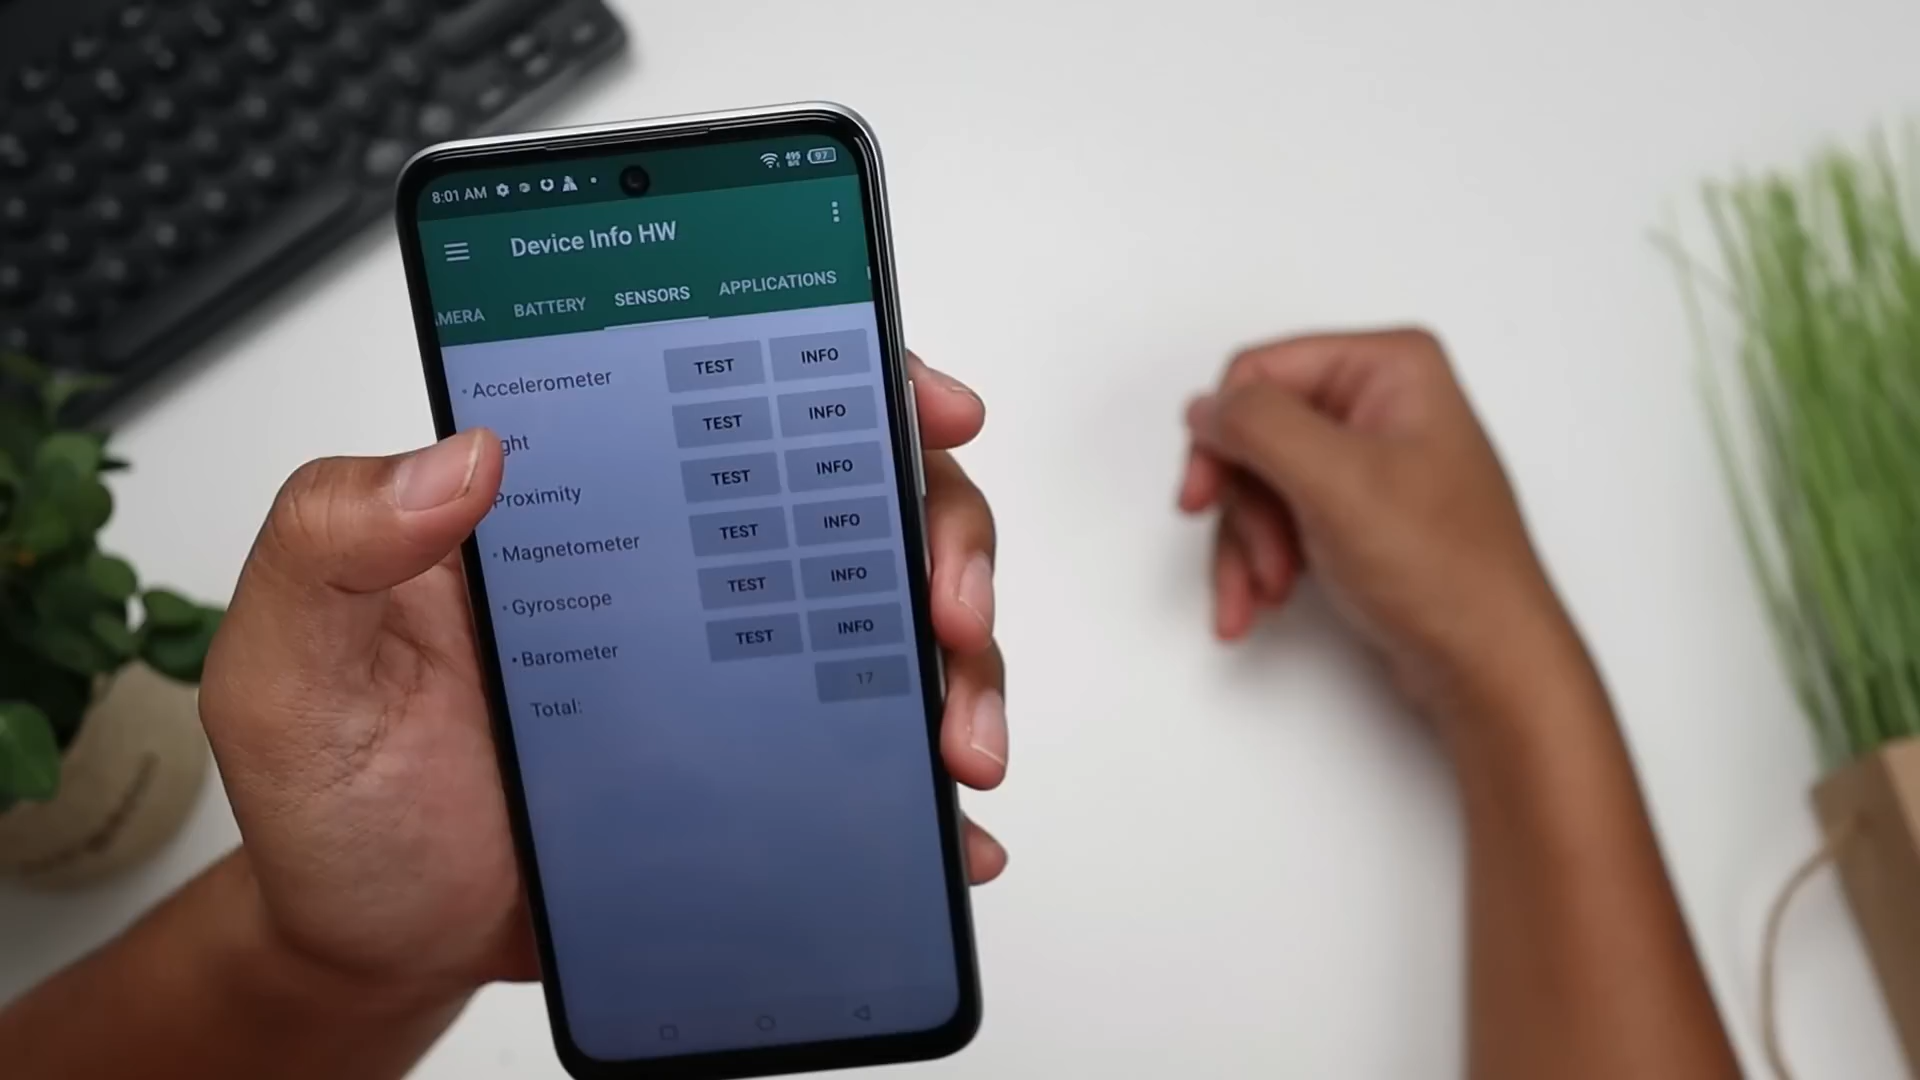 8:01 AM 495 B/S 97
Device Info HW
MERA BATTERY SENSORS APPLICATIONS
• Accelerometer TEST INFO
ght TEST INFO
Proximity TEST INFO
• Magnetometer TEST INFO
• Gyroscope TEST INFO
• Barometer TEST INFO
Total: 17